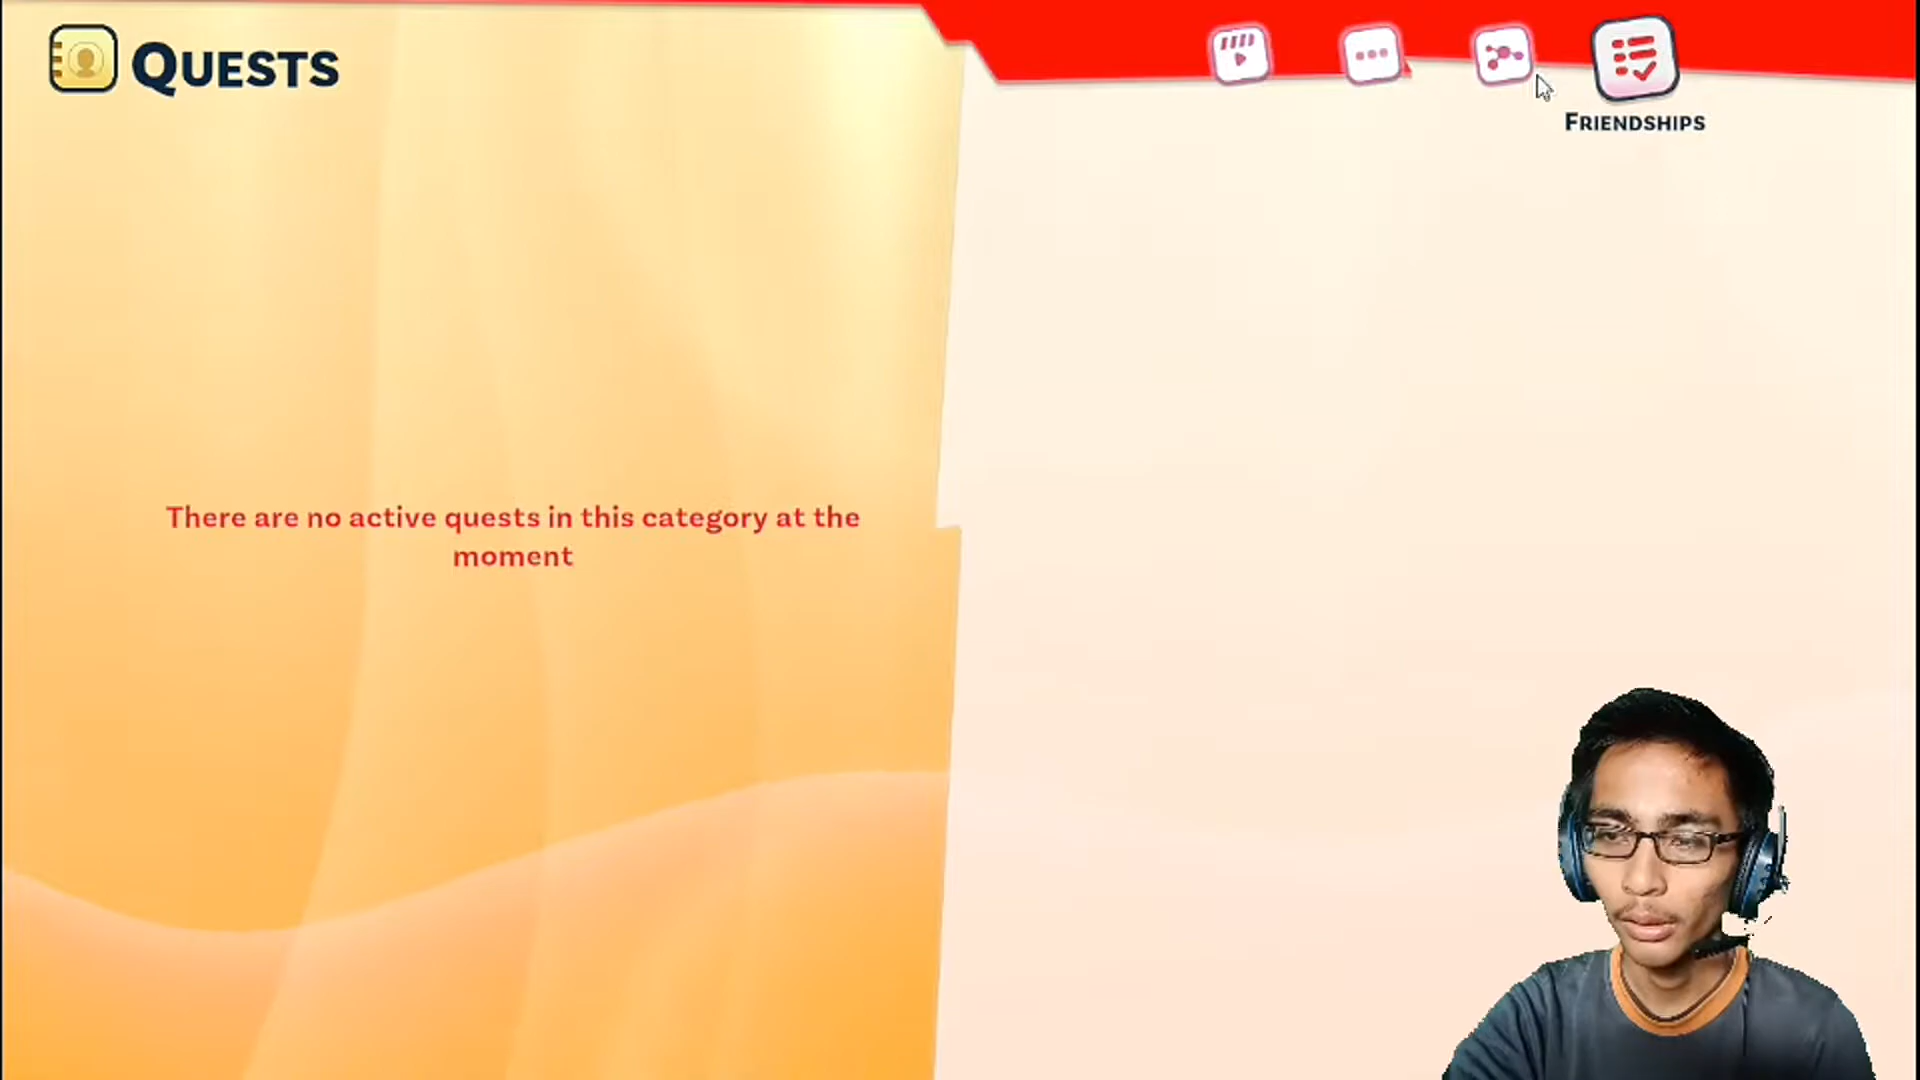 QUESTS
FRIENDSHIPS
There are no active quests in this category at the
moment